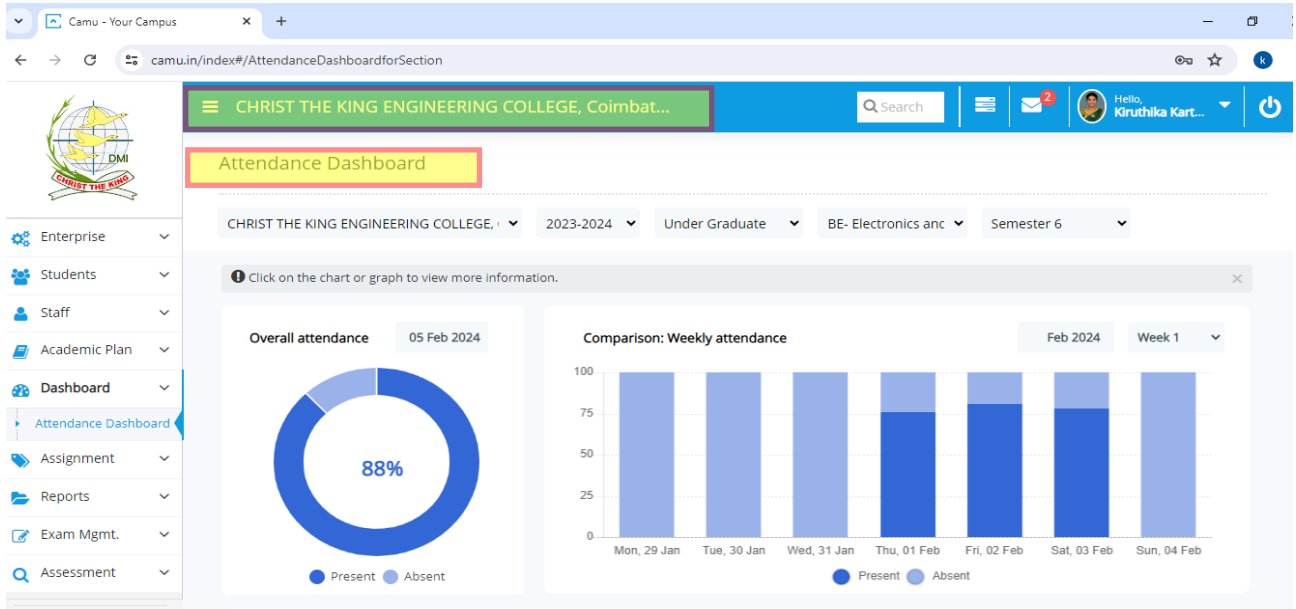 Camu - Your Campus
camu.in/index#/AttendanceDashboardforSection
k
CHRIST THE KING ENGINEERING COLLEGE, Coimbat...
Search
2
Hello,
Kiruthika Kart...
DMI
CHRIST THE KING
Attendance Dashboard
CHRIST THE KING ENGINEERING COLLEGE, 2023-2024 Under Graduate BE- Electronics anc Semester 6
Enterprise
Students
Staff
Academic Plan
Dashboard
Attendance Dashboard
Assignment
Reports
Exam Mgmt.
Assessment
Click on the chart or graph to view more information.
Overall attendance 05 Feb 2024
88%
Present Absent
Comparison: Weekly attendance Feb 2024 Week 1
100
75
50
25
0
Mon, 29 Jan Tue, 30 Jan Wed, 31 Jan Thu, 01 Feb Fri, 02 Feb Sat, 03 Feb Sun, 04 Feb
Present Absent